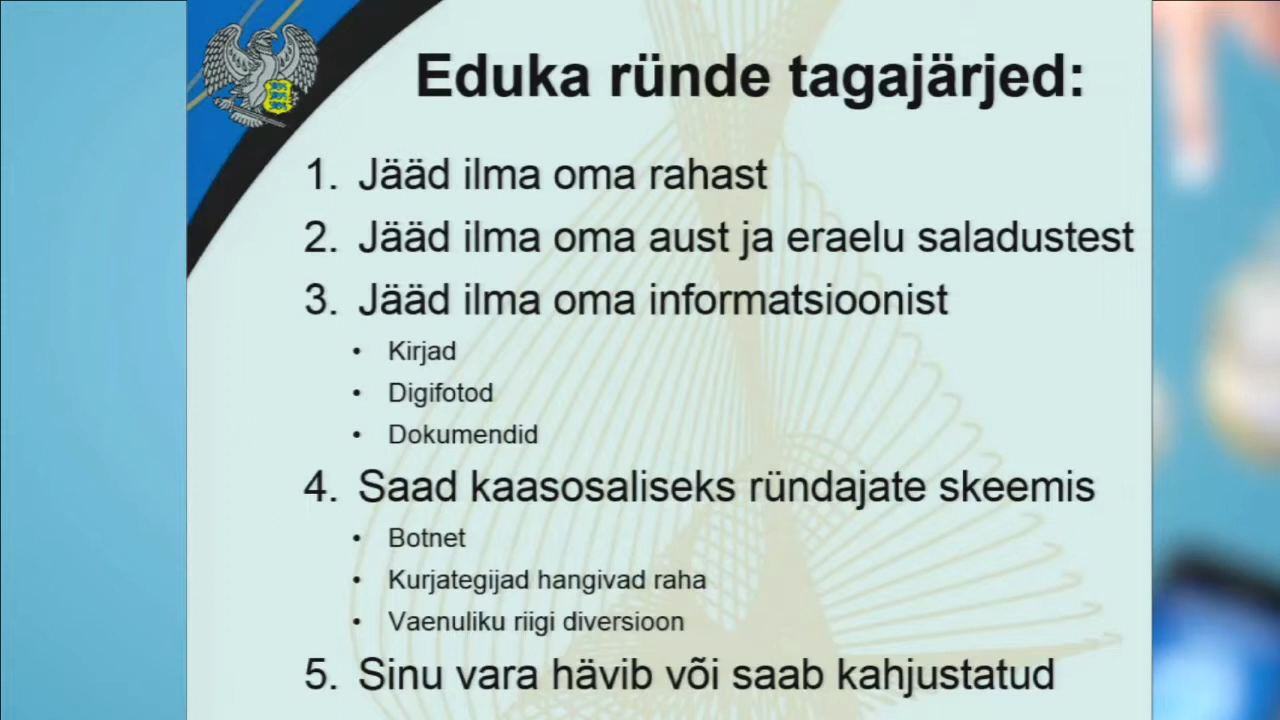 Eduka ründe tagajärjed:
1. Jääd ilma oma rahast
2. Jääd ilma oma aust ja eraelu saladustest
3. Jääd ilma oma informatsioonist
• Kirjad
• Digifotod
• Dokumendid
4. Saad kaasosaliseks ründajate skeemis
• Botnet
• Kurjategijad hangivad raha
• Vaenuliku riigi diversioon
5. Sinu vara hävib või saab kahjustatud